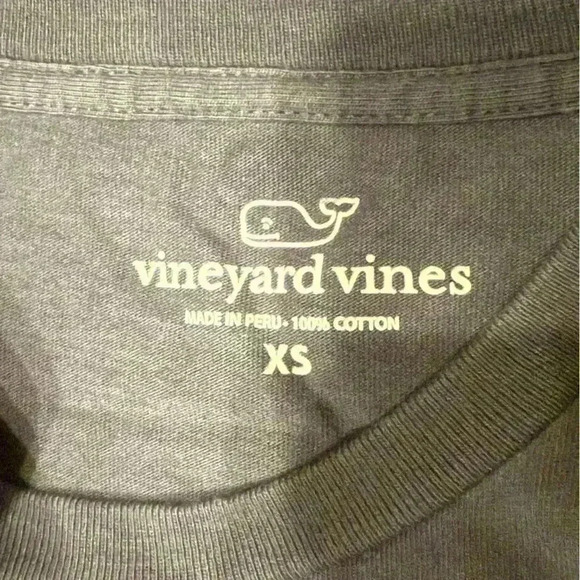 vineyard vines
MADE IN PERU • 100% COTTON
XS